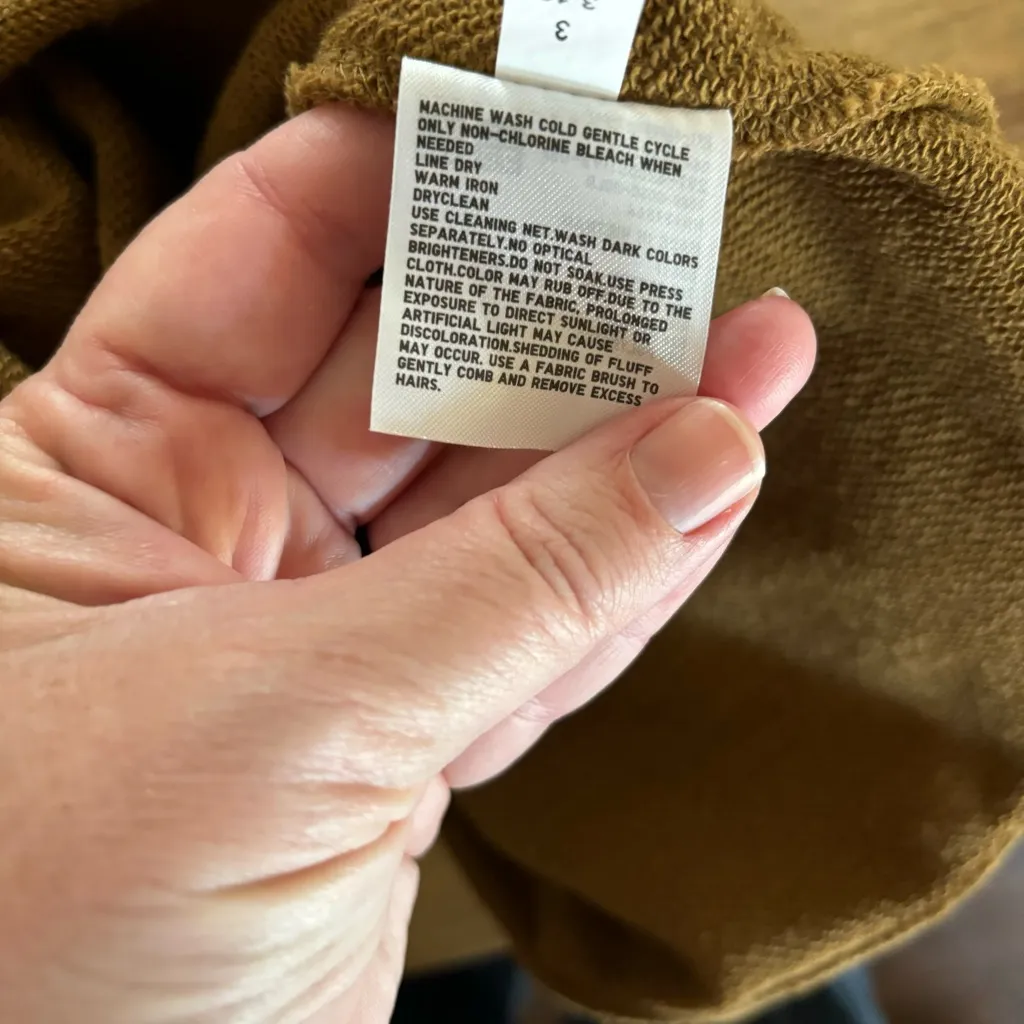 3
MACHINE WASH COLD GENTLE CYCLE
ONLY NON-CHLORINE BLEACH WHEN
NEEDED
LINE DRY
WARM IRON
DRYCLEAN
USE CLEANING NET.WASH DARK COLORS
SEPARATELY.NO OPTICAL
BRIGHTENERS.DO NOT SOAK.USE PRESS
CLOTH.COLOR MAY RUB OFF.DUE TO THE
NATURE OF THE FABRIC, PROLONGED
EXPOSURE TO DIRECT SUNLIGHT OR
ARTIFICIAL LIGHT MAY CAUSE
DISCOLORATION.SHEDDING OF FLUFF
MAY OCCUR. USE A FABRIC BRUSH TO
GENTLY COMB AND REMOVE EXCESS
HAIRS.